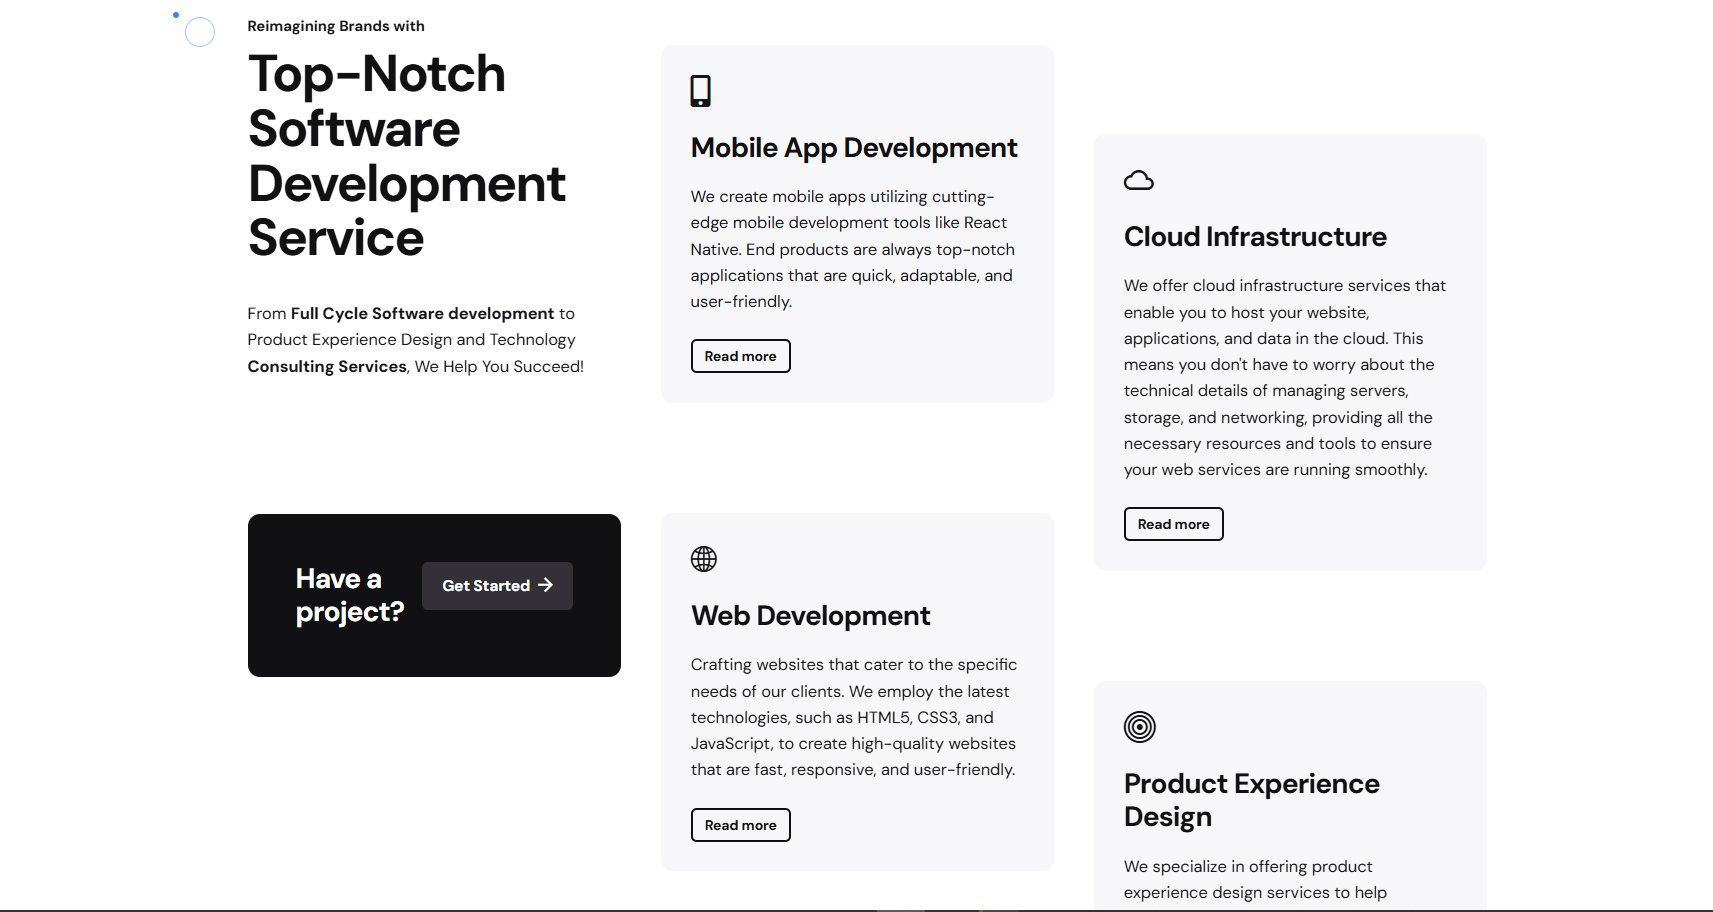 Reimagining Brands with
Top-Notch
Software
Development
Service
From Full Cycle Software development to
Product Experience Design and Technology
Consulting Services, We Help You Succeed!
Have a
project?
Get Started →
Mobile App Development
We create mobile apps utilizing cutting-
edge mobile development tools like React
Native. End products are always top-notch
applications that are quick, adaptable, and
user-friendly.
Read more
Web Development
Crafting websites that cater to the specific
needs of our clients. We employ the latest
technologies, such as HTML5, CSS3, and
JavaScript, to create high-quality websites
that are fast, responsive, and user-friendly.
Read more
Cloud Infrastructure
We offer cloud infrastructure services that
enable you to host your website,
applications, and data in the cloud. This
means you don't have to worry about the
technical details of managing servers,
storage, and networking, providing all the
necessary resources and tools to ensure
your web services are running smoothly.
Read more
Product Experience
Design
We specialize in offering product
experience design services to help